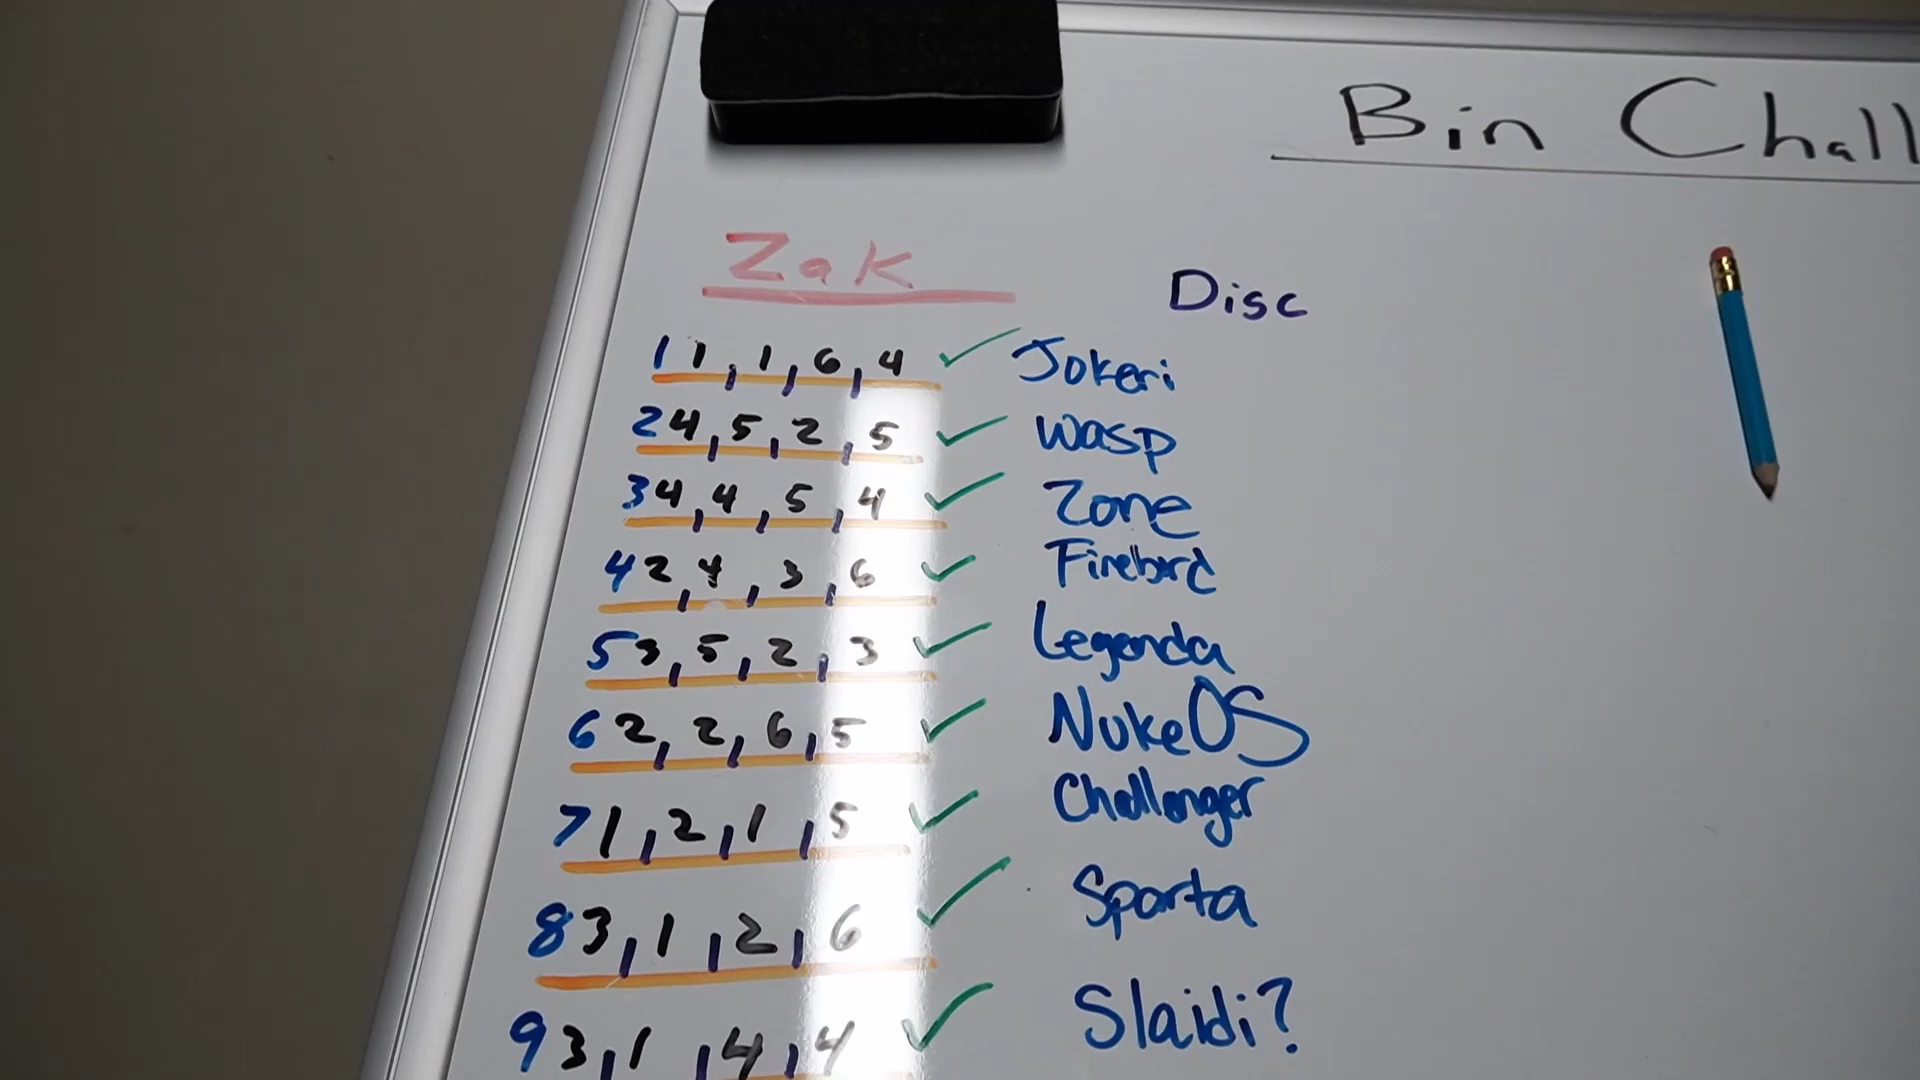 Bin Chall
Zak
Disc
1 1, 1, 6, 4 ✓ Jokeri
2 4, 5, 2, 5 ✓ Wasp
3 4, 4, 5, 4 ✓ Zone
4 2, 4, 3, 6 ✓ Firebird
5 3, 5, 2, 3 ✓ Legenda
6 2, 2, 6, 5 ✓ NukeOS
7 1, 2, 1, 5 ✓ Challenger
8 3, 1, 2, 6 ✓ Sparta
9 3, 1, 4, 4 ✓ Slaidi?